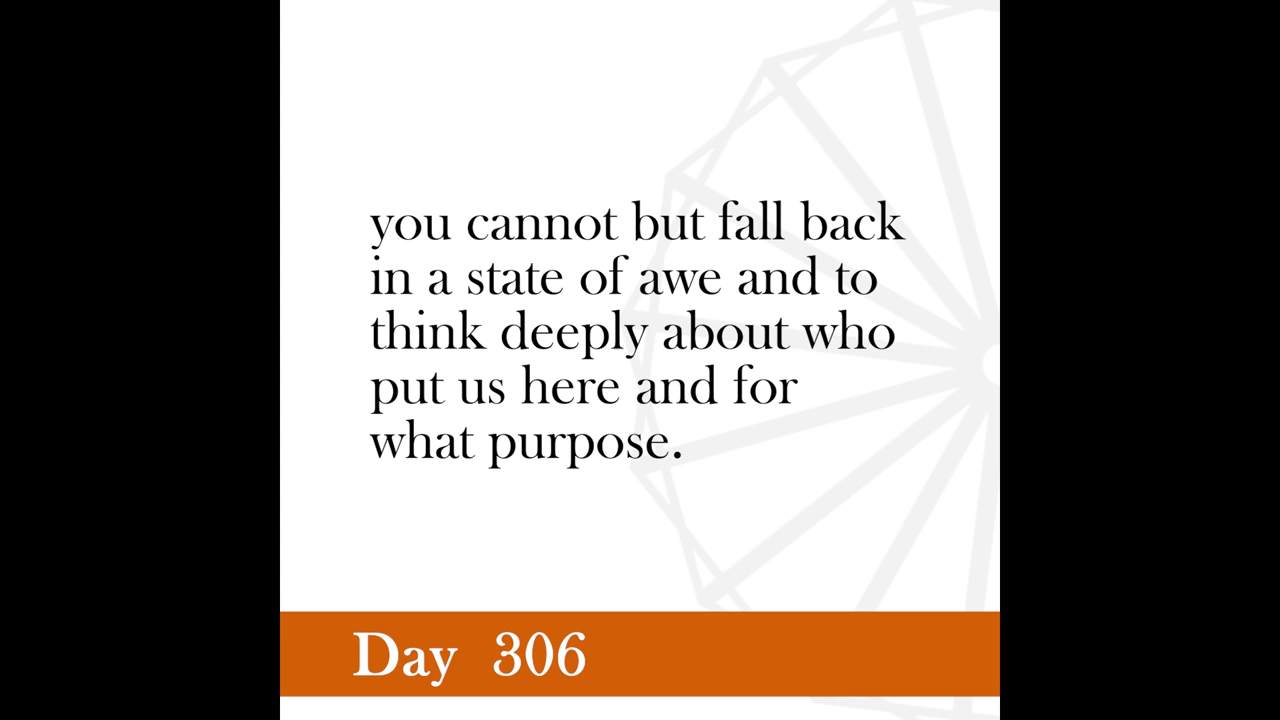 you cannot but fall back
in a state of awe and to
think deeply about who
put us here and for
what purpose.
Day 306